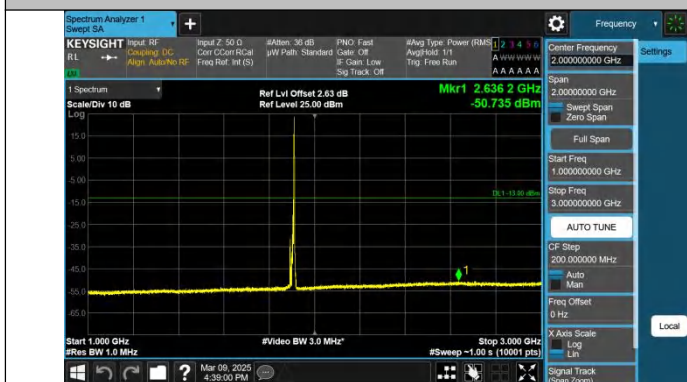 Spectrum Analyzer 1
Swept SA
Frequency
KEYSIGHT
RL
Input: RF
Coupling: DC
Align: Auto/No RF
Input Z: 50 Ω
Corr CCorr RCal
Freq Ref: Int (S)
#Atten: 36 dB
µW Path: Standard
PNO: Fast
Gate: Off
IF Gain: Low
Sig Track: Off
#Avg Type: Power (RMS)
Avg|Hold: 1/1
Trig: Free Run
1 2 3 4 5 6
A W W W W W
A A A A A A
1 Spectrum
Scale/Div 10 dB
Log
Ref Lvl Offset 2.63 dB
Ref Level 25.00 dBm
Mkr1 2.636 2 GHz
-50.735 dBm
15.0
5.00
-5.00
-15.0
-25.0
-35.0
-45.0
-55.0
-65.0
DL1 -13.00 dBm
1
Start 1.000 GHz
#Res BW 1.0 MHz
#Video BW 3.0 MHz*
Stop 3.000 GHz
#Sweep ~1.00 s (10001 pts)
Center Frequency
2.000000000 GHz
Span
2.00000000 GHz
Swept Span
Zero Span
Full Span
Start Freq
1.000000000 GHz
Stop Freq
3.000000000 GHz
AUTO TUNE
CF Step
200.000000 MHz
Auto
Man
Freq Offset
0 Hz
X Axis Scale
Log
Lin
Signal Track
(Span Zoom)
Settings
Local
?
Mar 09, 2025
4:39:00 PM